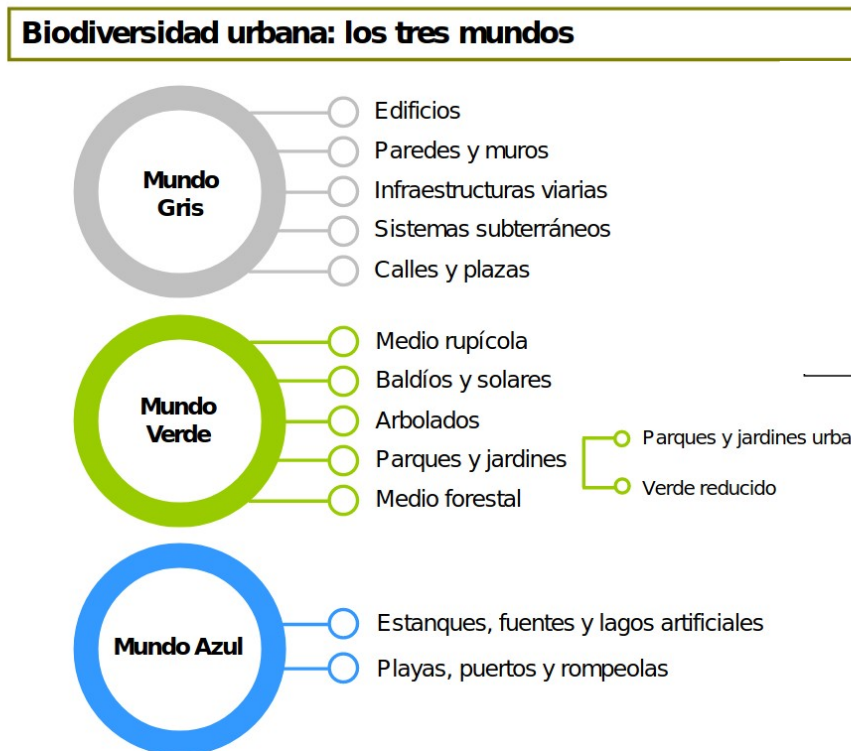 Biodiversidad urbana: los tres mundos
Mundo
Gris
Edificios
Paredes y muros
Infraestructuras viarias
Sistemas subterráneos
Calles y plazas
Mundo
Verde
Medio rupícola
Baldíos y solares
Arbolados
Parques y jardines
Medio forestal
Parques y jardines urba
Verde reducido
Mundo Azul
Estanques, fuentes y lagos artificiales
Playas, puertos y rompeolas